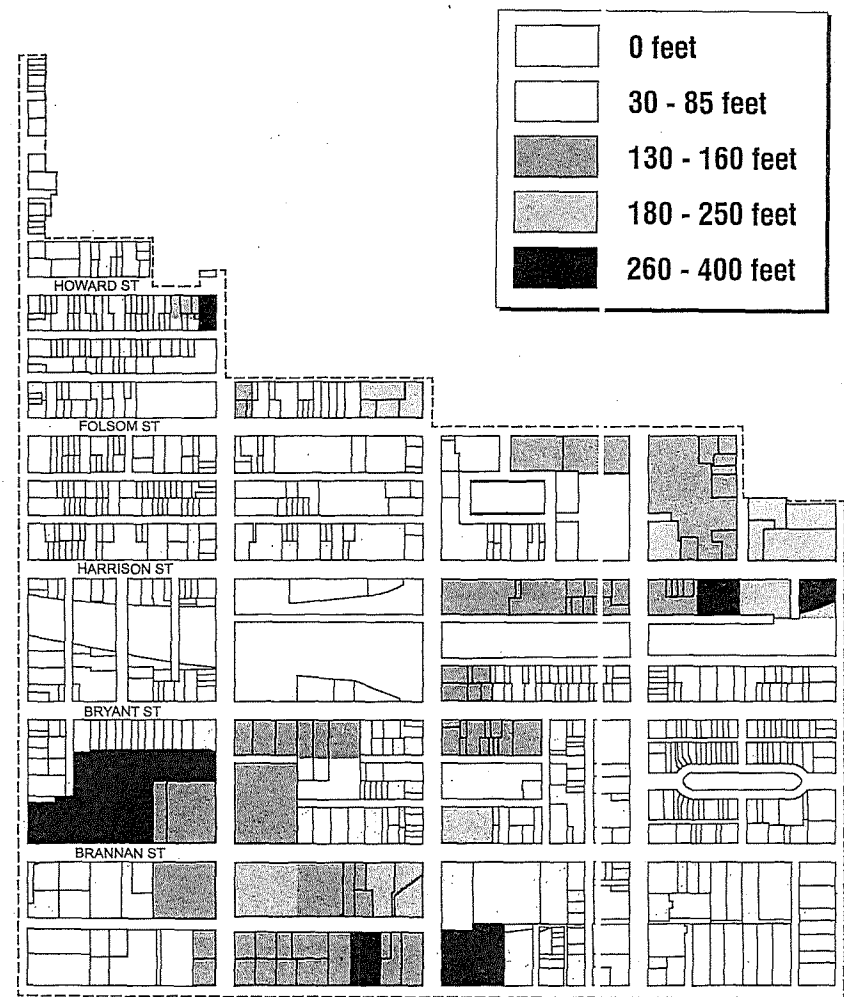 0 feet
30 - 85 feet
130 - 160 feet
180 - 250 feet
260 - 400 feet
HOWARD ST
FOLSOM ST
HARRISON ST
BRYANT ST
BRANNAN ST